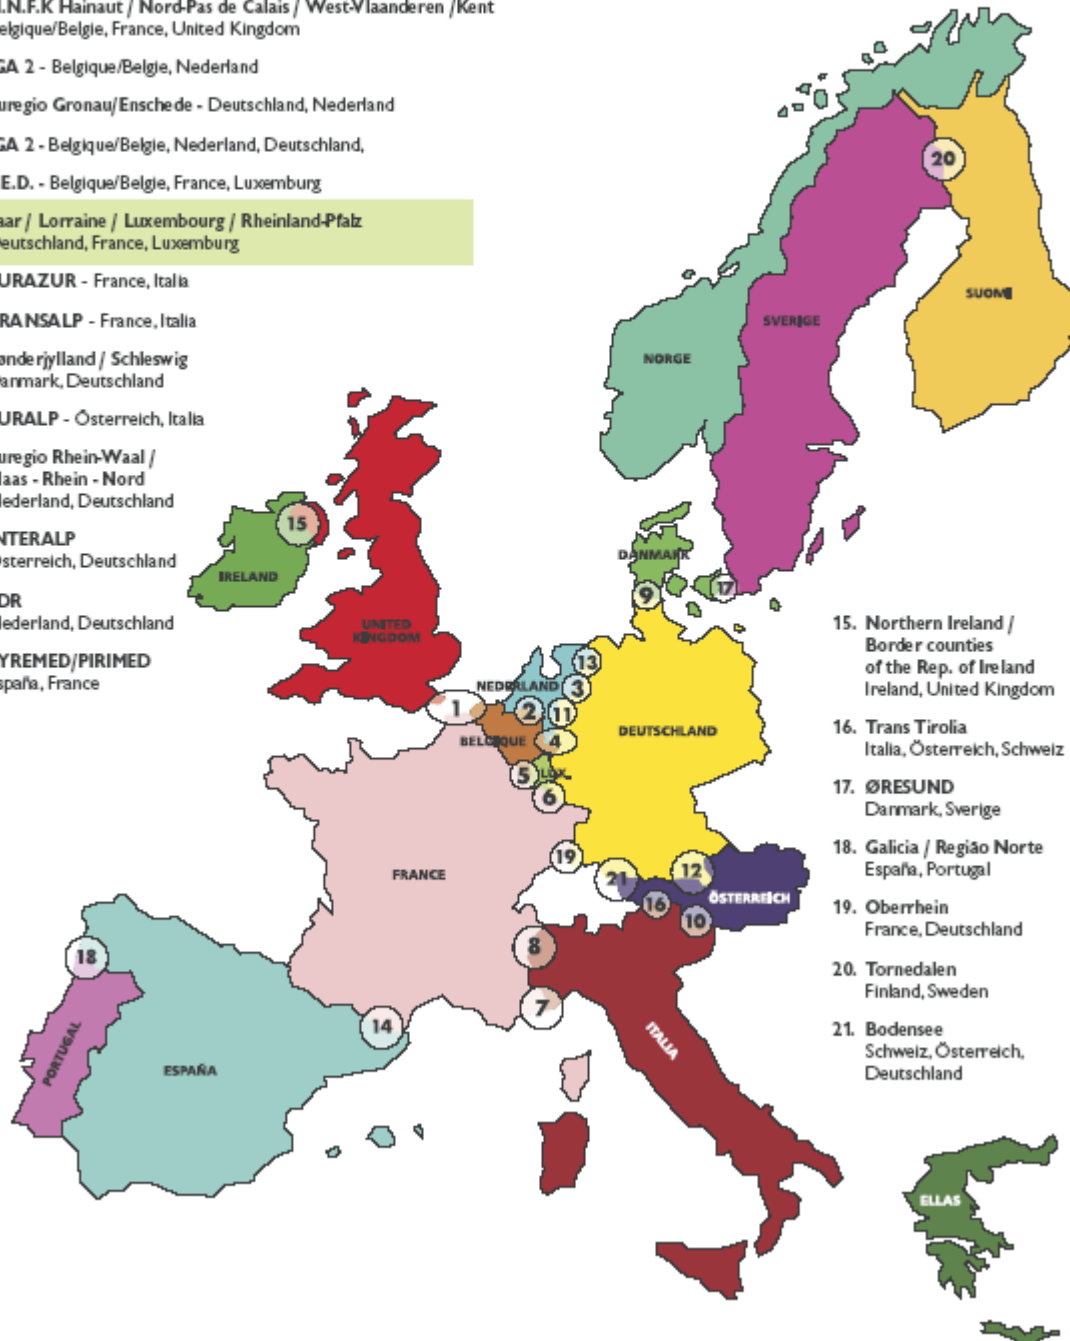 .N.F.K Hainaut / Nord-Pas de Calais / West-Vlaanderen /Kent
elgique/Belgie, France, United Kingdom
GA 2 - Belgique/Belgie, Nederland
uregio Gronau/Enschede - Deutschland, Nederland
GA 2 - Belgique/Belgie, Nederland, Deutschland,
.E.D. - Belgique/Belgie, France, Luxemburg
aar / Lorraine / Luxembourg / Rheinland-Pfalz
eutschland, France, Luxemburg
URAZUR - France, Italia
RANSALP - France, Italia
ønderjylland / Schleswig
anmark, Deutschland
URALP - Österreich, Italia
uregio Rhein-Waal /
aas - Rhein - Nord
ederland, Deutschland
NTERALP
sterreich, Deutschland
DR
ederland, Deutschland
YREMED/PIRIMED
spaña, France
20
SUOMI
SVERIGE
NORGE
15
IRELAND
UNITED
KINGDOM
DANMARK
9
17
13
NEDERLAND
3
1
2
11
BELGIQUE
4
DEUTSCHLAND
5
LUX.
6
19
FRANCE
21
12
ÖSTERREICH
16
10
8
7
18
14
ITALIA
PORTUGAL
ESPAÑA
ELLAS
15. Northern Ireland /
Border counties
of the Rep. of Ireland
Ireland, United Kingdom
16. Trans Tirolia
Italia, Österreich, Schweiz
17. ØRESUND
Danmark, Sverige
18. Galicia / Região Norte
España, Portugal
19. Oberrhein
France, Deutschland
20. Tornedalen
Finland, Sweden
21. Bodensee
Schweiz, Österreich,
Deutschland